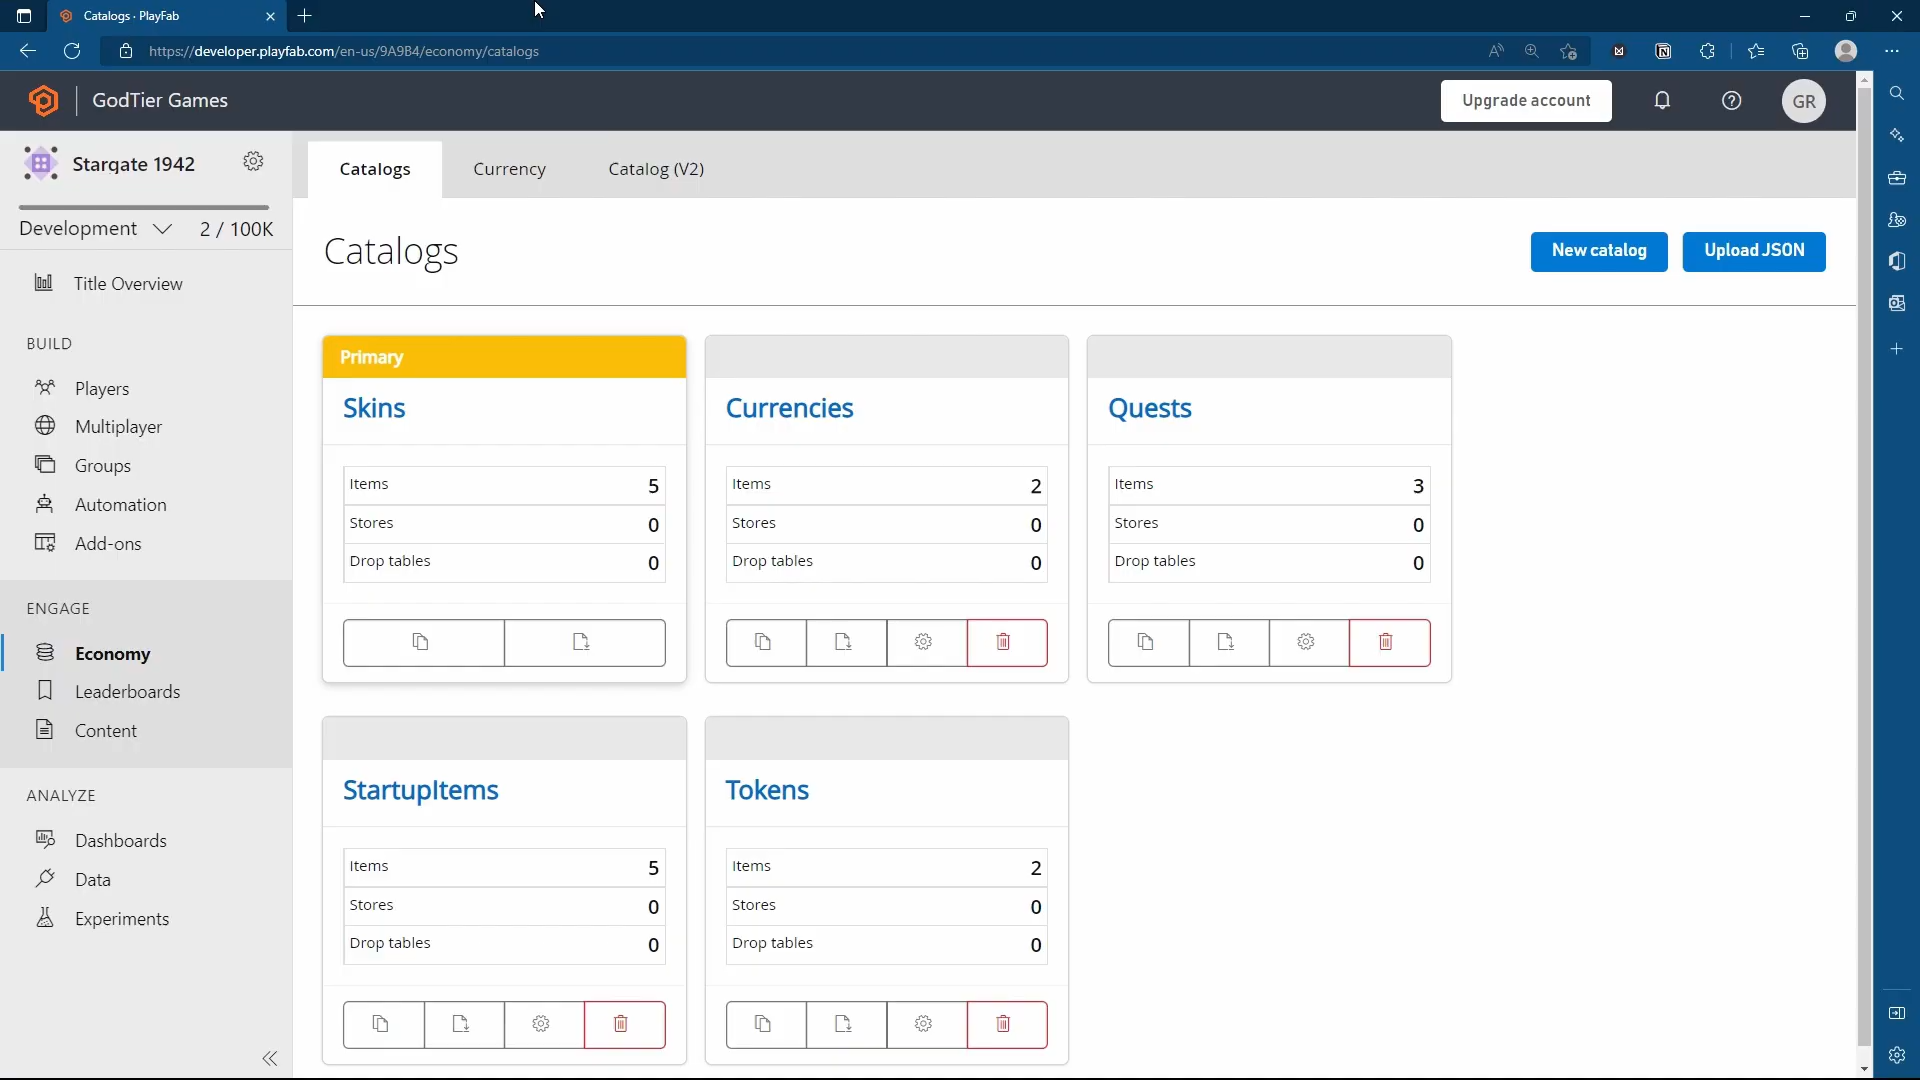 Catalogs · PlayFab
https://developer.playfab.com/en-us/9A9B4/economy/catalogs
GodTier Games
Upgrade account
GR
Stargate 1942
Development
2 / 100K
Title Overview
BUILD
Players
Multiplayer
Groups
Automation
Add-ons
ENGAGE
Economy
Leaderboards
Content
ANALYZE
Dashboards
Data
Experiments
Catalogs
Currency
Catalog (V2)
Catalogs
New catalog
Upload JSON
Primary
Skins
Items 5
Stores 0
Drop tables 0
Currencies
Items 2
Stores 0
Drop tables 0
Quests
Items 3
Stores 0
Drop tables 0
StartupItems
Items 5
Stores 0
Drop tables 0
Tokens
Items 2
Stores 0
Drop tables 0